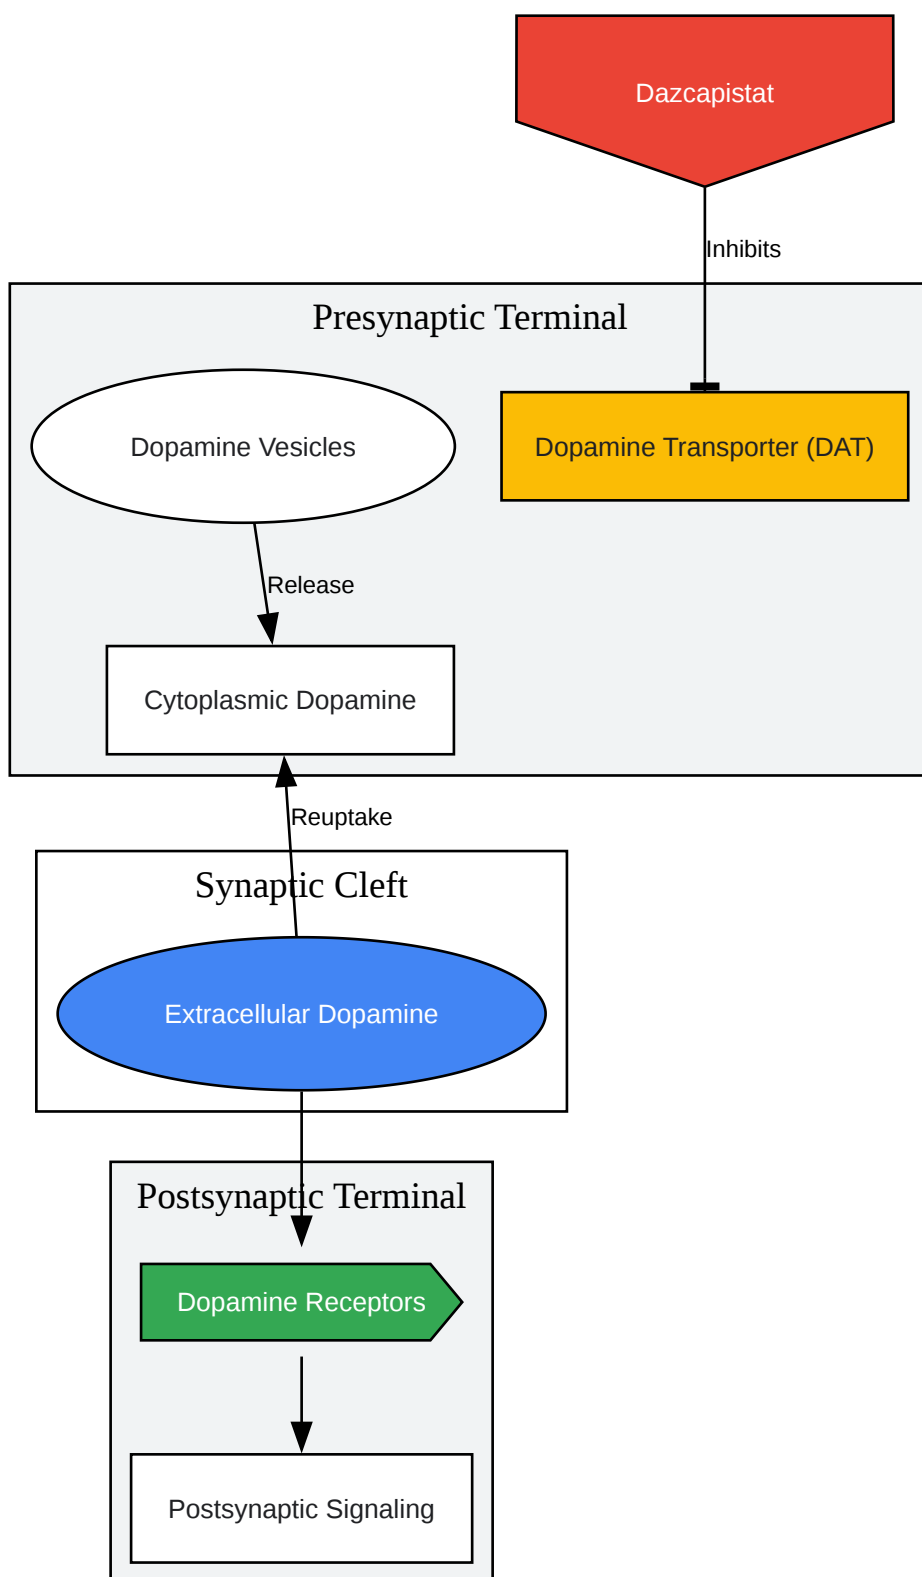 Dazcapistat
Inhibits
Presynaptic Terminal
Dopamine Vesicles
Dopamine Transporter (DAT)
Release
Cytoplasmic Dopamine
Reuptake
Synaptic Cleft
Extracellular Dopamine
Postsynaptic Terminal
Dopamine Receptors
Postsynaptic Signaling